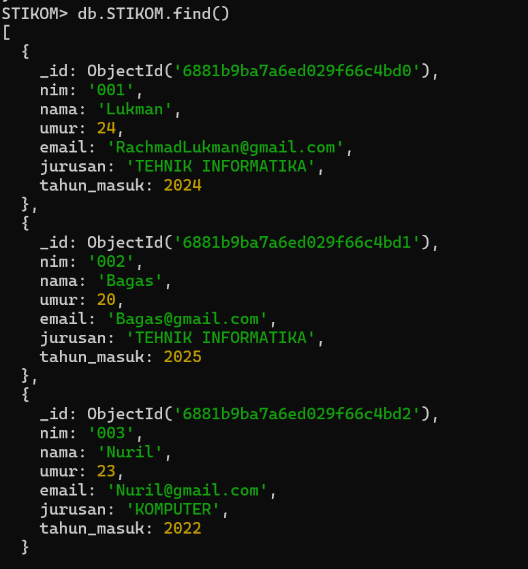 STIKOM> db.STIKOM.find()
[
  {
    _id: ObjectId('6881b9ba7a6ed029f66c4bd0'),
    nim: '001',
    nama: 'Lukman',
    umur: 24,
    email: 'RachmadLukman@gmail.com',
    jurusan: 'TEHNIK INFORMATIKA',
    tahun_masuk: 2024
  },
  {
    _id: ObjectId('6881b9ba7a6ed029f66c4bd1'),
    nim: '002',
    nama: 'Bagas',
    umur: 20,
    email: 'Bagas@gmail.com',
    jurusan: 'TEHNIK INFORMATIKA',
    tahun_masuk: 2025
  },
  {
    _id: ObjectId('6881b9ba7a6ed029f66c4bd2'),
    nim: '003',
    nama: 'Nuril',
    umur: 23,
    email: 'Nuril@gmail.com',
    jurusan: 'KOMPUTER',
    tahun_masuk: 2022
  }